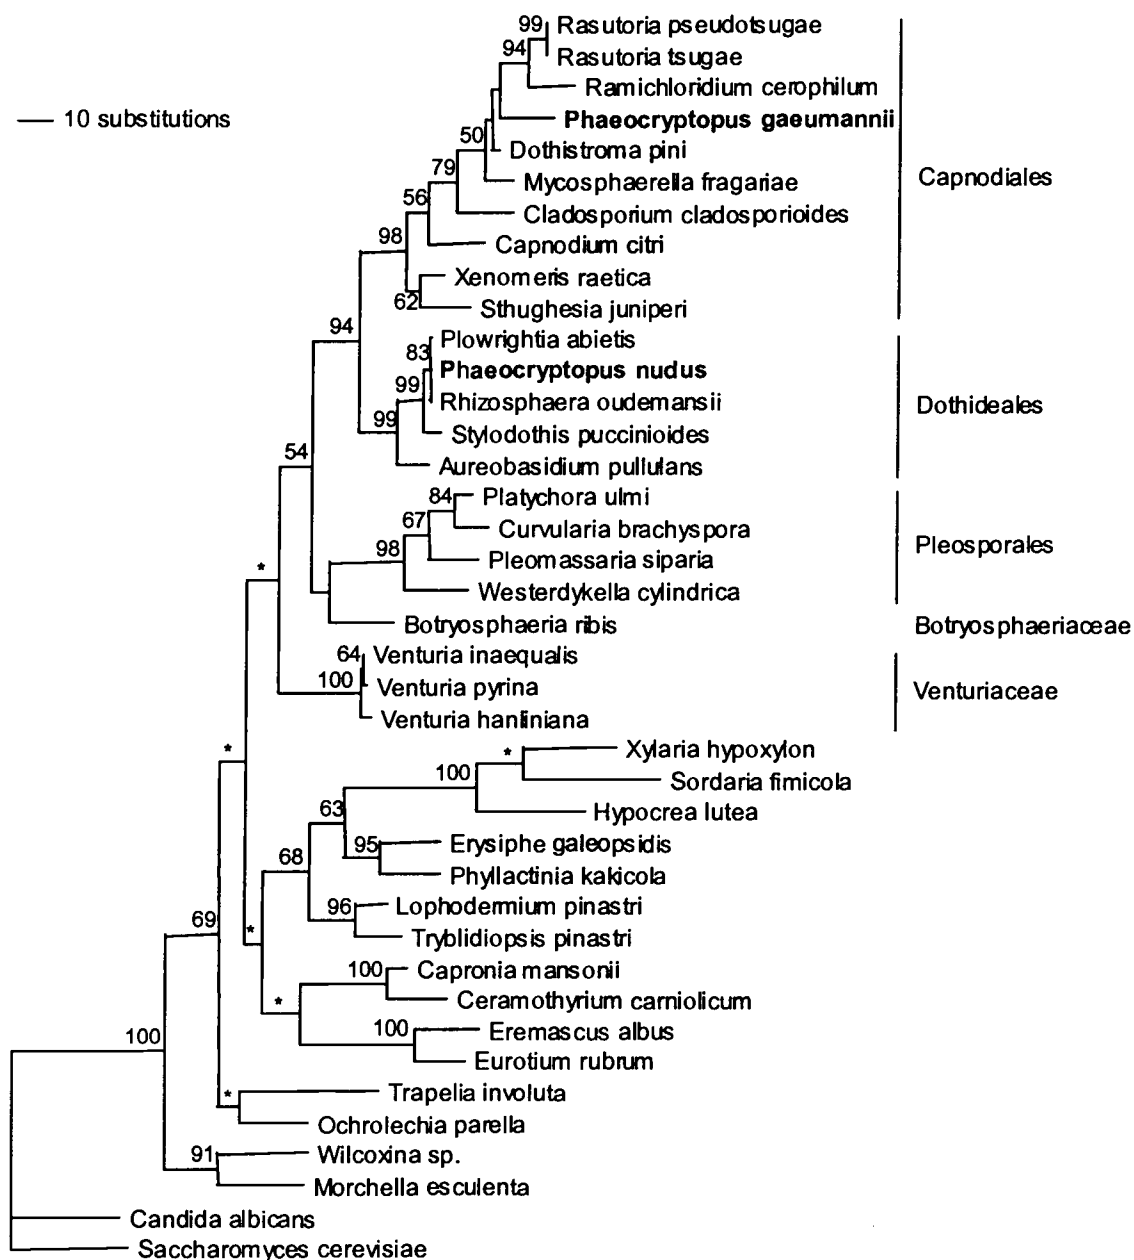 99 Rasutoria pseudotsugae
94 Rasutoria tsugae
Ramichloridium cerophilum
10 substitutions
Phaeocryptopus gaeumannii
50 Dothistroma pini
79 Mycosphaerella fragariae
Capnodiales
56 Cladosporium cladosporioides
98 Capnodium citri
Xenomeris raetica
62 Sthughesia juniperi
94 Plowrightia abietis
83 Phaeocryptopus nudus
99 Rhizosphaera oudemansii
Dothideales
99 Stylodothis puccinioides
54 Aureobasidium pullulans
84 Platychora ulmi
67 Curvularia brachyspora
Pleosporales
98 Pleomassaria siparia
* Westerdykella cylindrica
Botryosphaeria ribis
Botryosphaeriaceae
64 Venturia inaequalis
100 Venturia pyrina
Venturiaceae
Venturia hanliniana
* * Xylaria hypoxylon
100 Sordaria fimicola
63 Hypocrea lutea
95 Erysiphe galeopsidis
68 Phyllactinia kakicola
96 Lophodermium pinastri
69 * Tryblidiopsis pinastri
100 Capronia mansonii
* Ceramothyrium carniolicum
100 100 Eremascus albus
Eurotium rubrum
* Trapelia involuta
Ochrolechia parella
91 Wilcoxina sp.
Morchella esculenta
Candida albicans
Saccharomyces cerevisiae